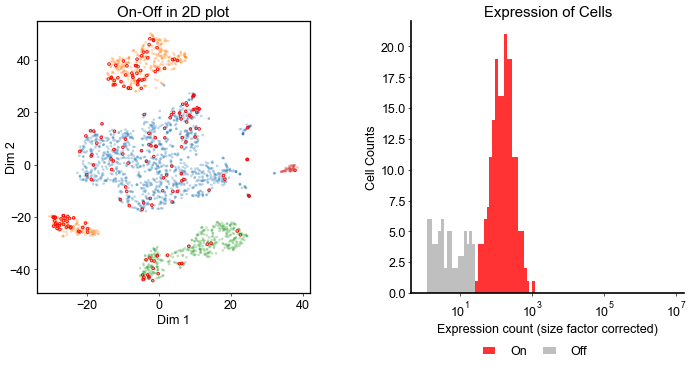 On-Off in 2D plot
Dim 2
40
20
0
−20
−40
−20 0 20 40
Dim 1
Expression of Cells
Cell Counts
20.0
17.5
15.0
12.5
10.0
7.5
5.0
2.5
0.0
10¹ 10³ 10⁵ 10⁷
Expression count (size factor corrected)
On Off